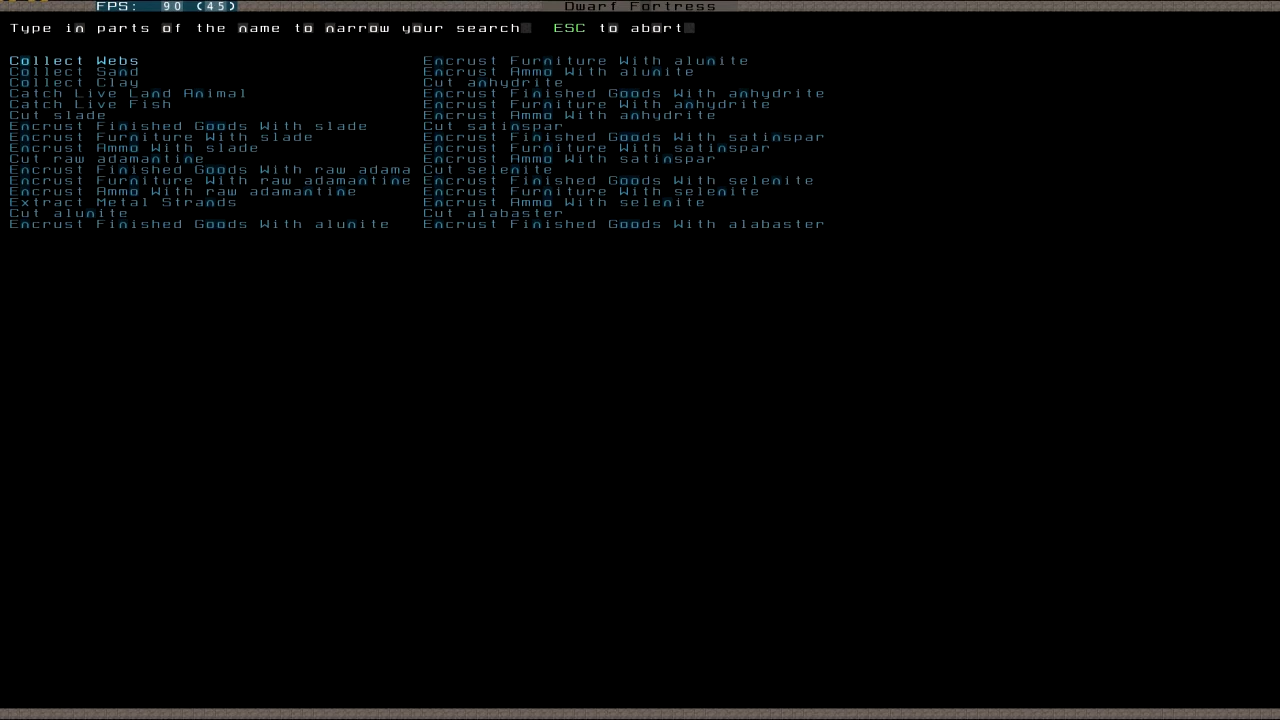 FPS: 90 (45) Dwarf Fortress
Type in parts of the name to narrow your search ESC to abort
Collect Webs
Collect Sand
Collect Clay
Catch Live Land Animal
Catch Live Fish
Cut slade
Encrust Finished Goods With slade
Encrust Furniture With slade
Encrust Ammo With slade
Cut raw adamantine
Encrust Finished Goods With raw adama
Encrust Furniture With raw adamantine
Encrust Ammo With raw adamantine
Extract Metal Strands
Cut alunite
Encrust Finished Goods With alunite
Encrust Furniture With alunite
Encrust Ammo With alunite
Cut anhydrite
Encrust Finished Goods With anhydrite
Encrust Furniture With anhydrite
Encrust Ammo With anhydrite
Cut satinspar
Encrust Finished Goods With satinspar
Encrust Furniture With satinspar
Encrust Ammo With satinspar
Cut selenite
Encrust Finished Goods With selenite
Encrust Furniture With selenite
Encrust Ammo With selenite
Cut alabaster
Encrust Finished Goods With alabaster